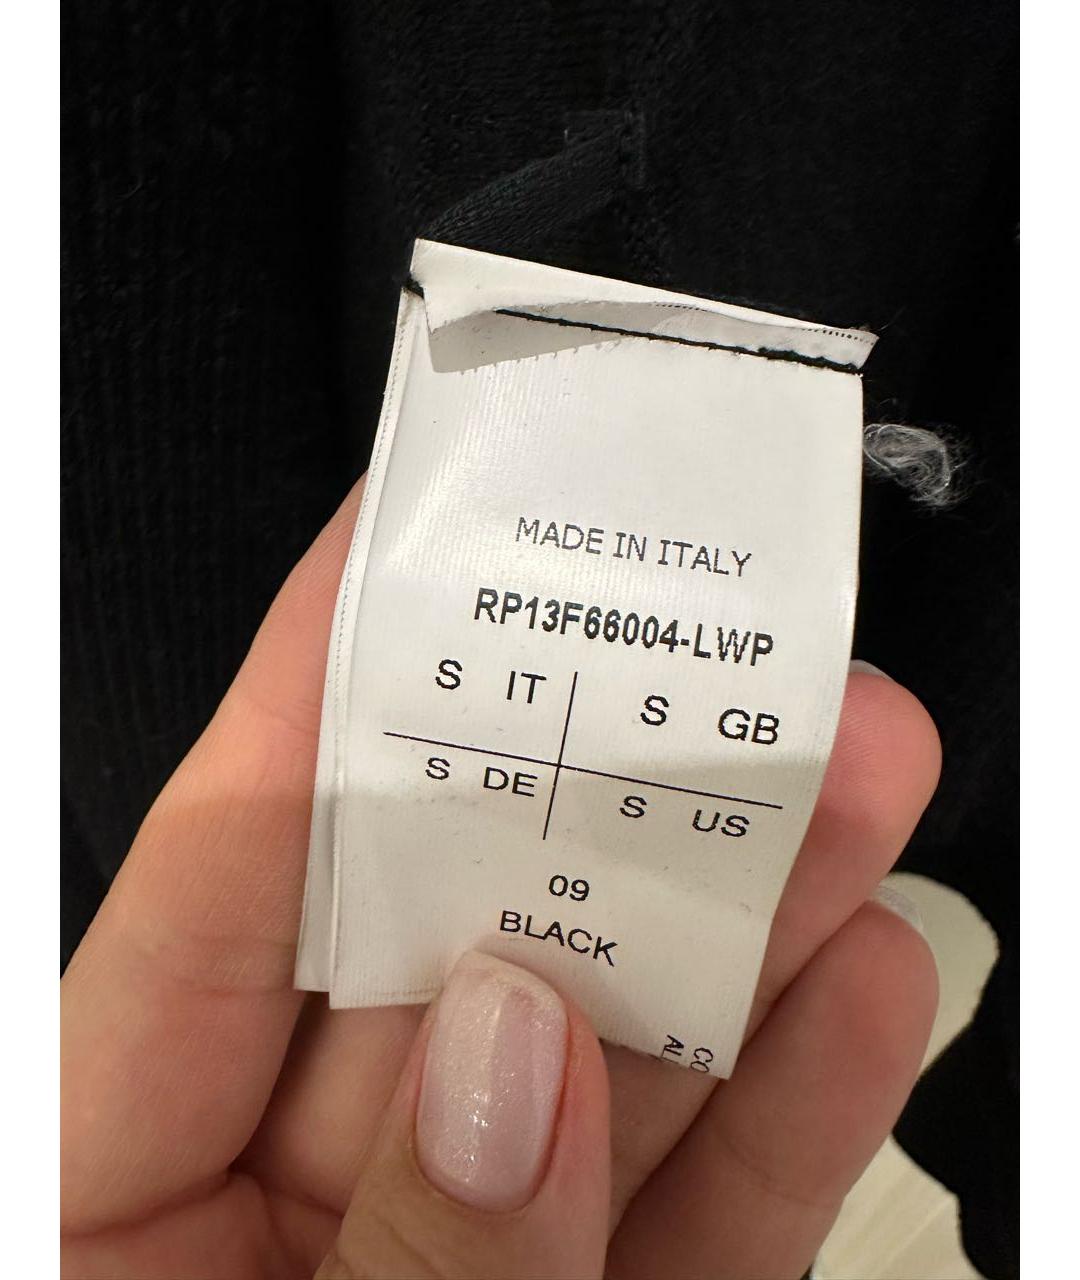 MADE IN ITALY
RP13F66004-LWP
S IT S GB
S DE S US
09
BLACK